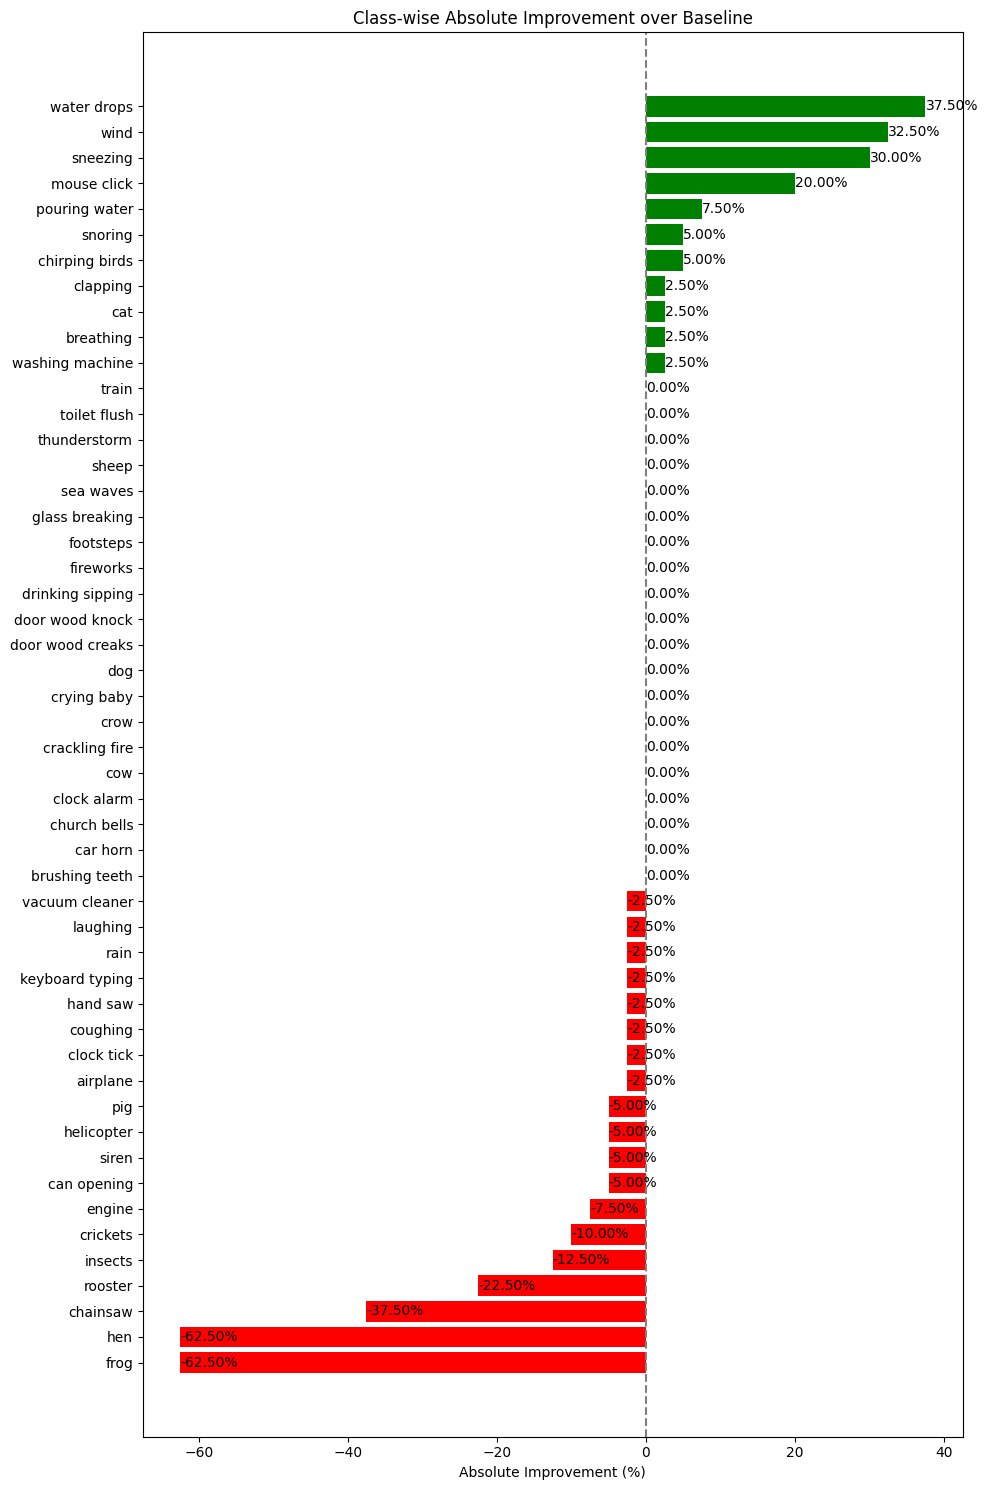 Class-wise Absolute Improvement over Baseline
water drops 37.50%
wind 32.50%
sneezing 30.00%
mouse click 20.00%
pouring water 7.50%
snoring 5.00%
chirping birds 5.00%
clapping 2.50%
cat 2.50%
breathing 2.50%
washing machine 2.50%
train 0.00%
toilet flush 0.00%
thunderstorm 0.00%
sheep 0.00%
sea waves 0.00%
glass breaking 0.00%
footsteps 0.00%
fireworks 0.00%
drinking sipping 0.00%
door wood knock 0.00%
door wood creaks 0.00%
dog 0.00%
crying baby 0.00%
crow 0.00%
crackling fire 0.00%
cow 0.00%
clock alarm 0.00%
church bells 0.00%
car horn 0.00%
brushing teeth 0.00%
vacuum cleaner -2.50%
laughing -2.50%
rain -2.50%
keyboard typing -2.50%
hand saw -2.50%
coughing -2.50%
clock tick -2.50%
airplane -2.50%
pig -5.00%
helicopter -5.00%
siren -5.00%
can opening -5.00%
engine -7.50%
crickets -10.00%
insects -12.50%
rooster -22.50%
chainsaw -37.50%
hen -62.50%
frog -62.50%
−60 −40 −20 0 20 40
Absolute Improvement (%)